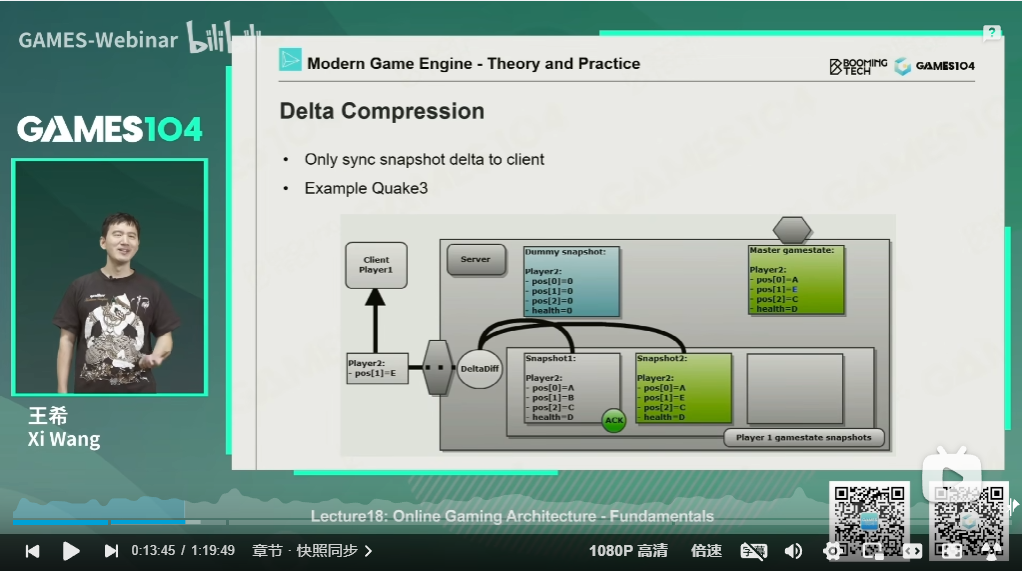 GAMES-Webinar bilibili
?
Modern Game Engine - Theory and Practice
BOOMING TECH
GAMES104
GAMES104
Delta Compression
• Only sync snapshot delta to client
• Example Quake3
Client
Player1
Server
Dummy snapshot:
Player2:
- pos[0]=0
- pos[1]=0
- pos[2]=0
- health=0
Master gamestate:
Player2:
- pos[0]=A
- pos[1]=E
- pos[2]=C
- health=D
Player2:
- pos[1]=E
DeltaDiff
Snapshot1:
Player2:
- pos[0]=A
- pos[1]=B
- pos[2]=C
- health=D
ACK
Snapshot2:
Player2:
- pos[0]=A
- pos[1]=E
- pos[2]=C
- health=D
Player 1 gamestate snapshots
王希
Xi Wang
Lecture18: Online Gaming Architecture - Fundamentals
0:13:45 / 1:19:49
章节 · 快照同步
1080P 高清
倍速
字幕